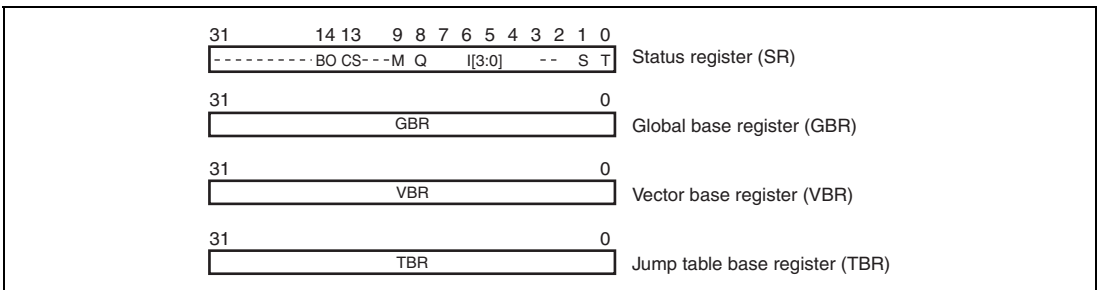 31 14 13 9 8 7 6 5 4 3 2 1 0
---------- BO CS---M Q I[3:0] -- S T Status register (SR)
31 0
GBR Global base register (GBR)
31 0
VBR Vector base register (VBR)
31 0
TBR Jump table base register (TBR)